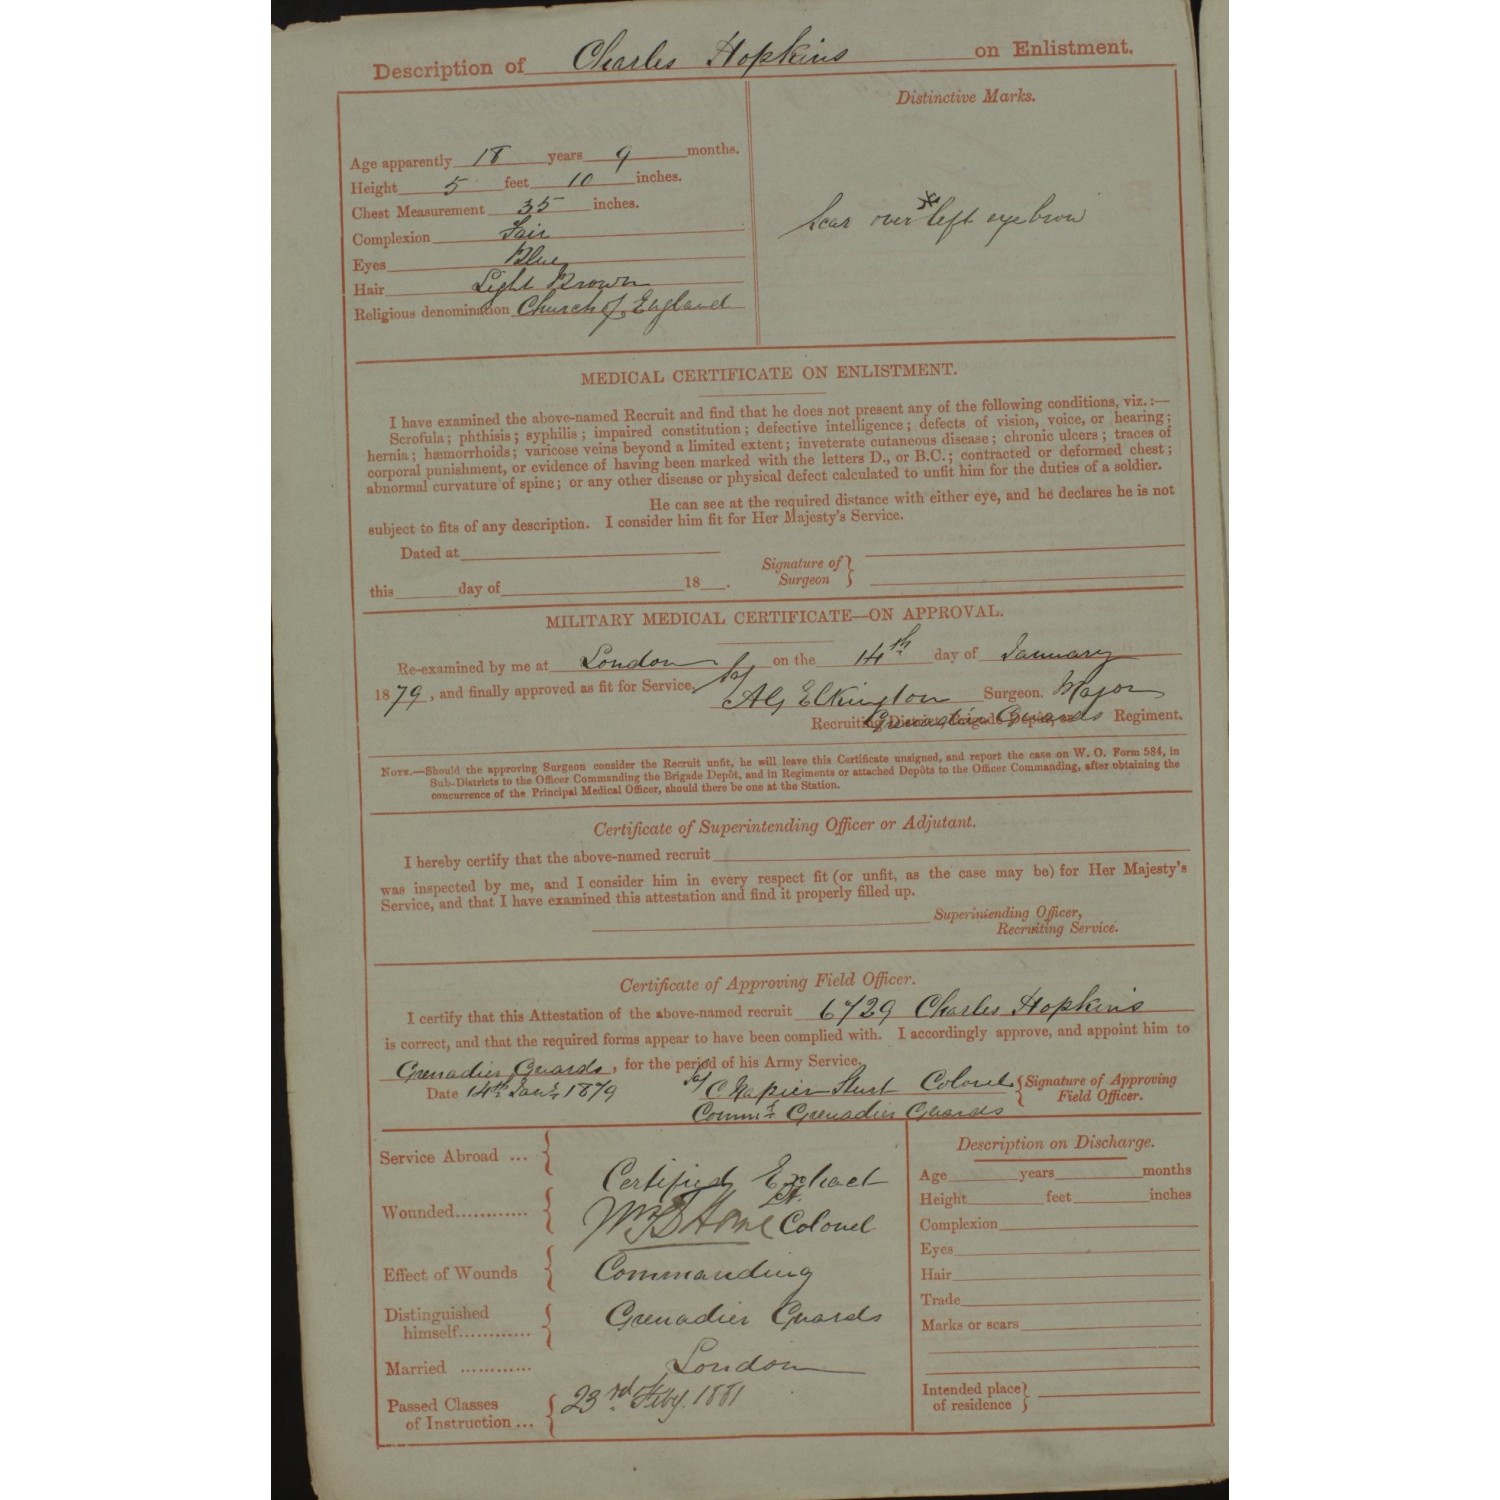 Description of Charles Hopkins on Enlistment.
Age apparently 18 years 9 months.
Height 5 feet 10 inches.
Chest Measurement 35 inches.
Complexion Fair
Eyes Blue
Hair Light Brown
Religious denomination Church of England
Distinctive Marks.
Scar over left eye brow
MEDICAL CERTIFICATE ON ENLISTMENT.
I have examined the above-named Recruit and find that he does not present any of the following conditions, viz.:—
Scrofula; phthisis; syphilis; impaired constitution; defective intelligence; defects of vision, voice, or hearing;
hernia; hæmorrhoids; varicose veins beyond a limited extent; inveterate cutaneous disease; chronic ulcers; traces of
corporal punishment, or evidence of having been marked with the letters D., or B.C.; contracted or deformed chest;
abnormal curvature of spine; or any other disease or physical defect calculated to unfit him for the duties of a soldier.
He can see at the required distance with either eye, and he declares he is not
subject to fits of any description. I consider him fit for Her Majesty's Service.
Dated at
this day of 18 .
Signature of
Surgeon
MILITARY MEDICAL CERTIFICATE—ON APPROVAL.
Re-examined by me at London on the 14th day of January
1879, and finally approved as fit for Service,
AG Elkington Surgeon. Major
Recruiting District, Brigade Depôt, or Grenadier Guards Regiment.
NOTE.—Should the approving Surgeon consider the Recruit unfit, he will leave this Certificate unsigned, and report the case on W. O. Form 584, in
Sub-Districts to the Officer Commanding the Brigade Depôt, and in Regiments or attached Depôts to the Officer Commanding, after obtaining the
concurrence of the Principal Medical Officer, should there be one at the Station.
Certificate of Superintending Officer or Adjutant.
I hereby certify that the above-named recruit
was inspected by me, and I consider him in every respect fit (or unfit, as the case may be) for Her Majesty's
Service, and that I have examined this attestation and find it properly filled up.
Superintending Officer,
Recruiting Service.
Certificate of Approving Field Officer.
I certify that this Attestation of the above-named recruit 6729 Charles Hopkins
is correct, and that the required forms appear to have been complied with. I accordingly approve, and appoint him to
Grenadier Guards, for the period of his Army Service.
Date 14th Jany 1879
C. Napier Sturt Colonel
Signature of Approving
Field Officer.
Commg Grenadier Guards
Service Abroad ...
Wounded............
Effect of Wounds
Distinguished
himself............
Married ............
Passed Classes
of Instruction ...
Certified Extract
Lt. Colonel
Commanding
Grenadier Guards
London
23rd Feby. 1881
Description on Discharge.
Age years months
Height feet inches
Complexion
Eyes
Hair
Trade
Marks or scars
Intended place
of residence